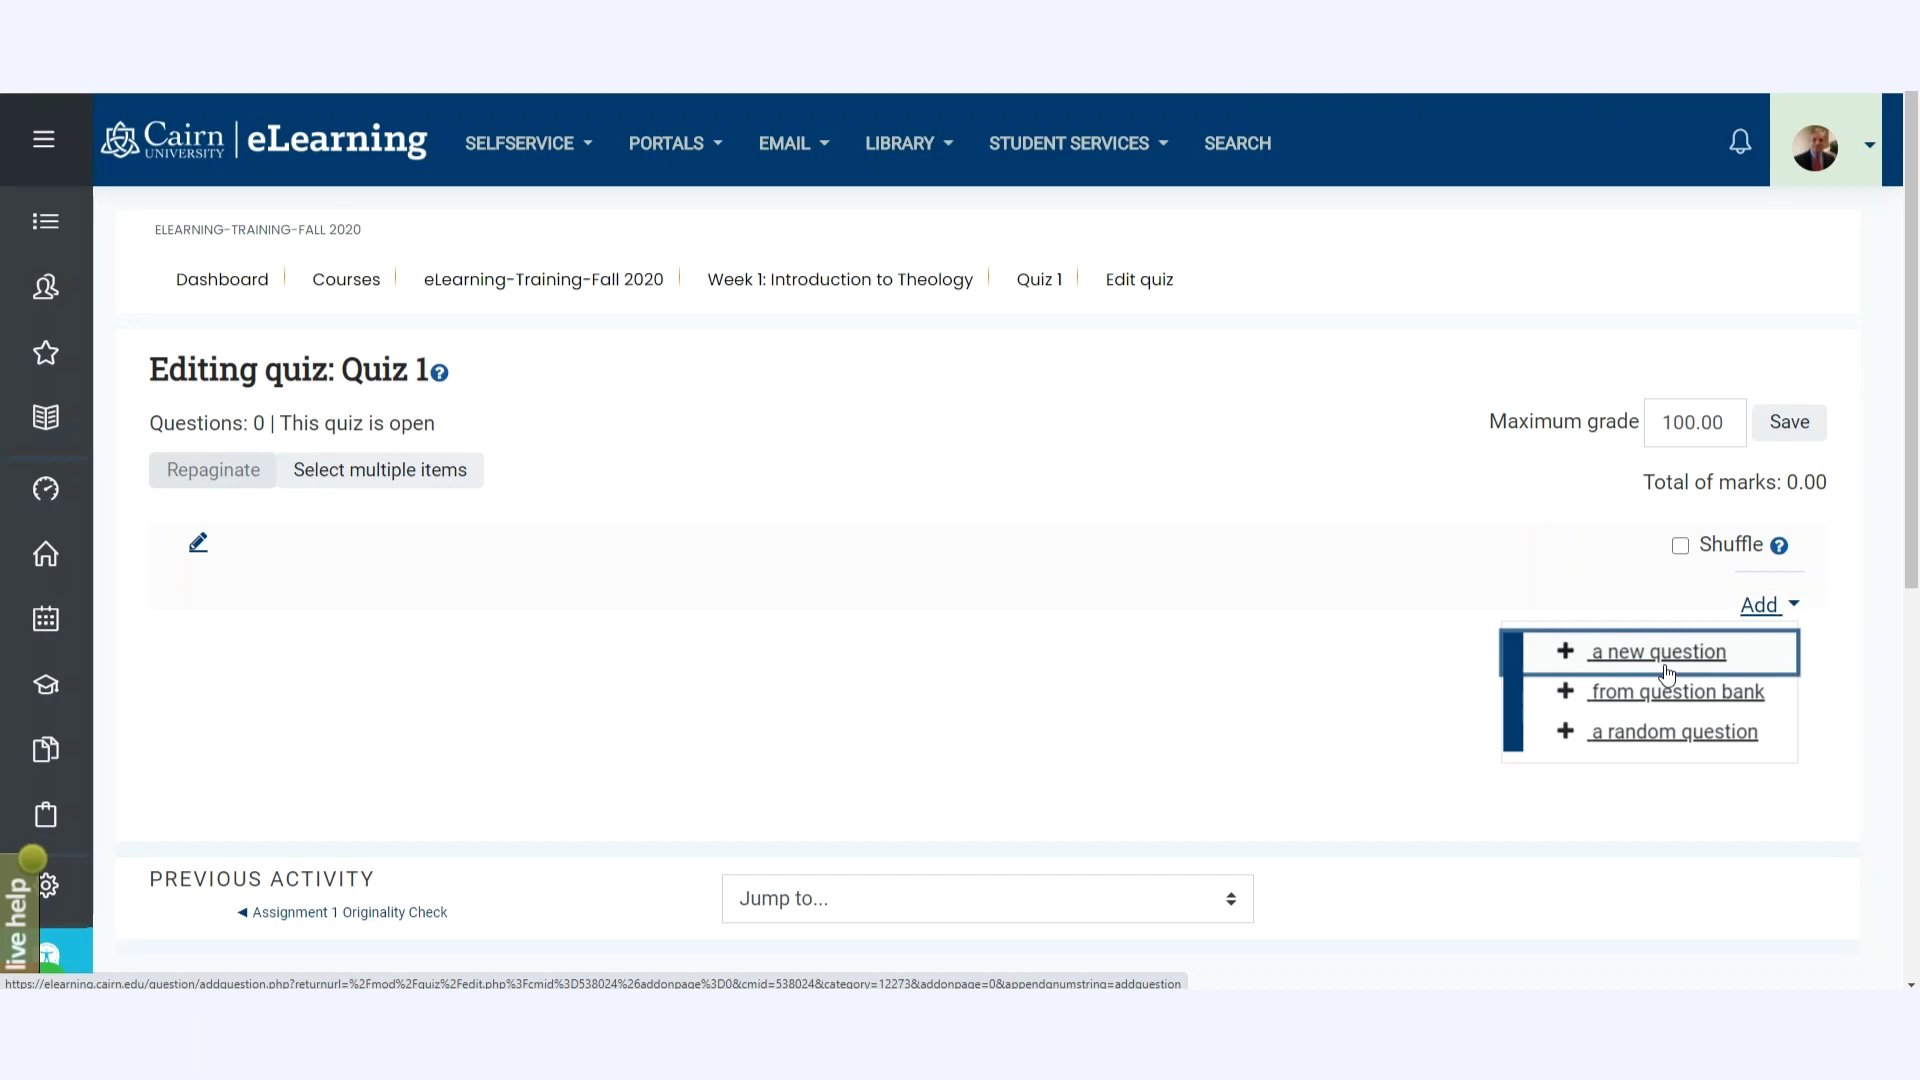 Cairn UNIVERSITY eLearning SELFSERVICE PORTALS EMAIL LIBRARY STUDENT SERVICES SEARCH
ELEARNING-TRAINING-FALL 2020
Dashboard Courses eLearning-Training-Fall 2020 Week 1: Introduction to Theology Quiz 1 Edit quiz
Editing quiz: Quiz 1
Questions: 0 | This quiz is open
Maximum grade 100.00 Save
Repaginate Select multiple items
Total of marks: 0.00
Shuffle
Add
a new question
from question bank
a random question
PREVIOUS ACTIVITY
◄ Assignment 1 Originality Check
Jump to...
live help
https://elearning.cairn.edu/question/addquestion.php?returnurl=%2Fmod%2Fquiz%2Fedit.php%3Fcmid%3D538024%26addonpage%3D0&cmid=538024&category=12273&addonpage=0&appendqnumstring=addquestion